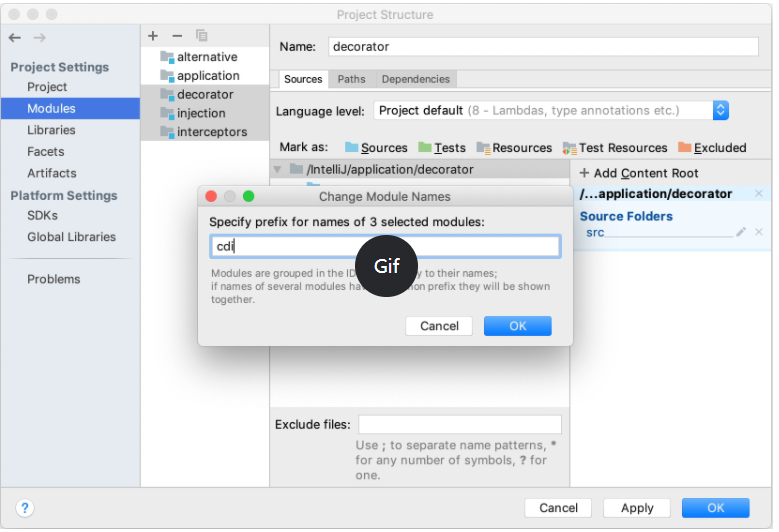 Project Structure
Project Settings
Project
Modules
Libraries
Facets
Artifacts
Platform Settings
SDKs
Global Libraries
Problems
alternative
application
decorator
injection
interceptors
Name: decorator
Sources Paths Dependencies
Language level: Project default (8 - Lambdas, type annotations etc.)
Mark as: Sources Tests Resources Test Resources Excluded
/IntelliJ/application/decorator
+ Add Content Root
/...application/decorator
Source Folders
src
Change Module Names
Specify prefix for names of 3 selected modules:
cdi
Gif
Modules are grouped in the ID y to their names;
if names of several modules hav non prefix they will be shown
together.
Cancel OK
Exclude files:
Use ; to separate name patterns, *
for any number of symbols, ? for
one.
? Cancel Apply OK